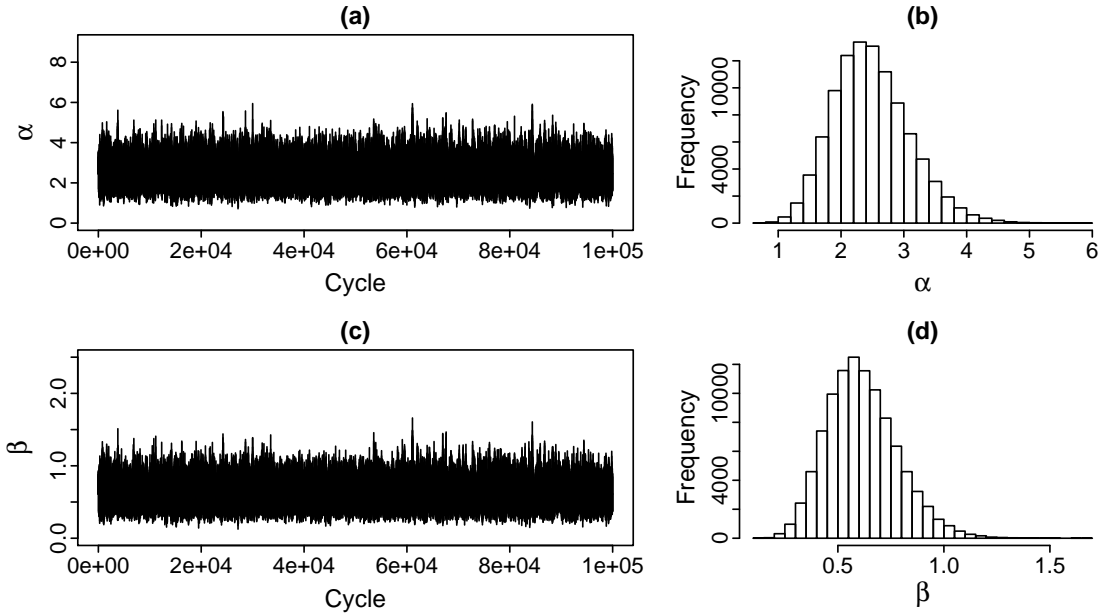 (a)
α
0 2 4 6 8
0e+00 2e+04 4e+04 6e+04 8e+04 1e+05
Cycle
(b)
Frequency
0 4000 10000
1 2 3 4 5 6
α
(c)
β
0.0 1.0 2.0
0e+00 2e+04 4e+04 6e+04 8e+04 1e+05
Cycle
(d)
Frequency
0 4000 10000
0.5 1.0 1.5
β